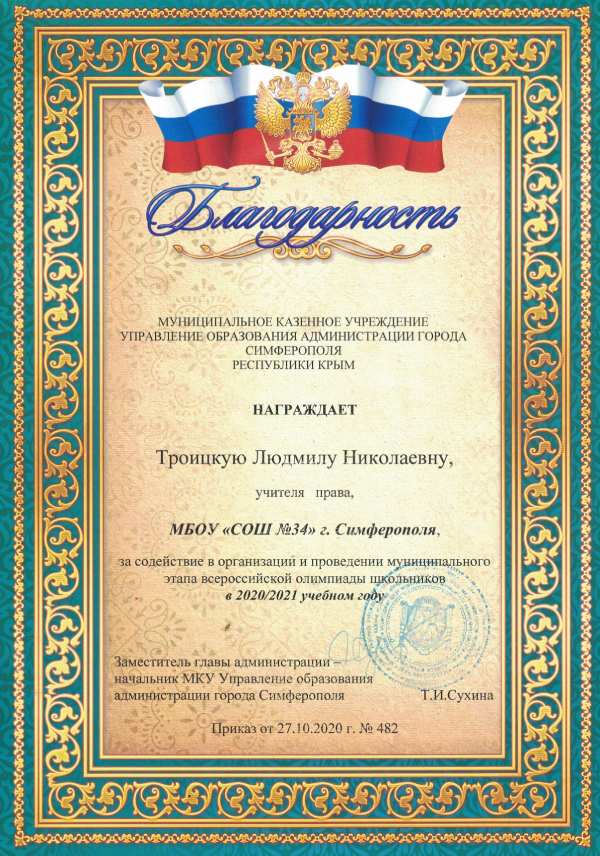 Благодарность
МУНИЦИПАЛЬНОЕ КАЗЕННОЕ УЧРЕЖДЕНИЕ
УПРАВЛЕНИЕ ОБРАЗОВАНИЯ АДМИНИСТРАЦИИ ГОРОДА
СИМФЕРОПОЛЯ
РЕСПУБЛИКИ КРЫМ
НАГРАЖДАЕТ
Троицкую Людмилу Николаевну,
учителя права,
МБОУ «СОШ №34» г. Симферополя,
за содействие в организаций и проведении муниципального
этапа всероссийской олимпиады школьников
в 2020/2021 учебном году
Заместитель главы администрации –
начальник МКУ Управление образования
администрации города Симферополя Т.И.Сухина
Приказ от 27.10.2020 г. № 482